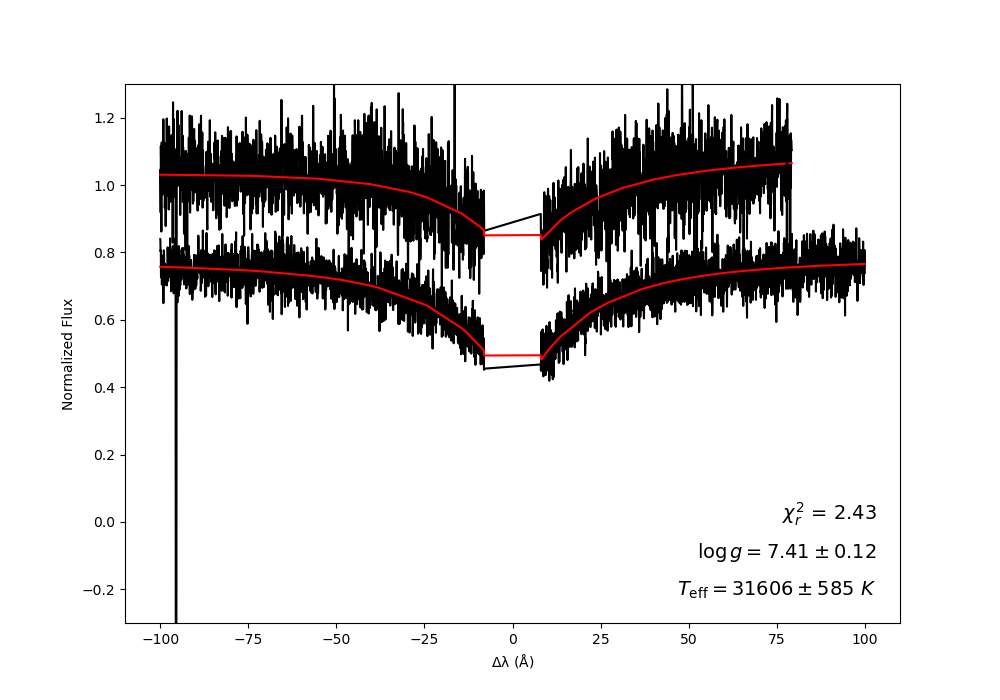 1.2
1.0
0.8
0.6
0.4
0.2
0.0
−0.2
Normalized Flux
χ²ᵣ = 2.43
log g = 7.41 ± 0.12
T_eff = 31606 ± 585 K
−100 −75 −50 −25 0 25 50 75 100
Δλ (Å)